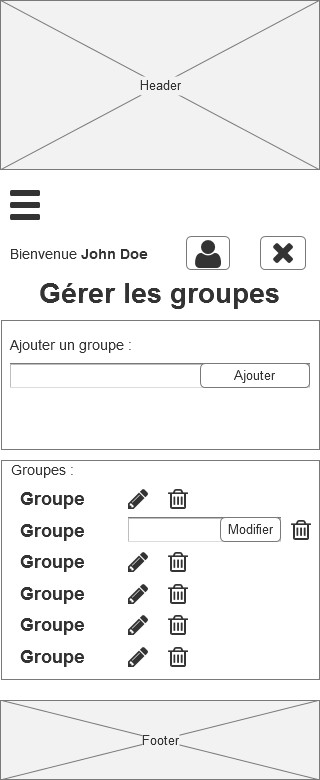 Header
Bienvenue John Doe
Gérer les groupes
Ajouter un groupe :
Ajouter
Groupes :
Groupe
Groupe Modifier
Groupe
Groupe
Groupe
Groupe
Footer